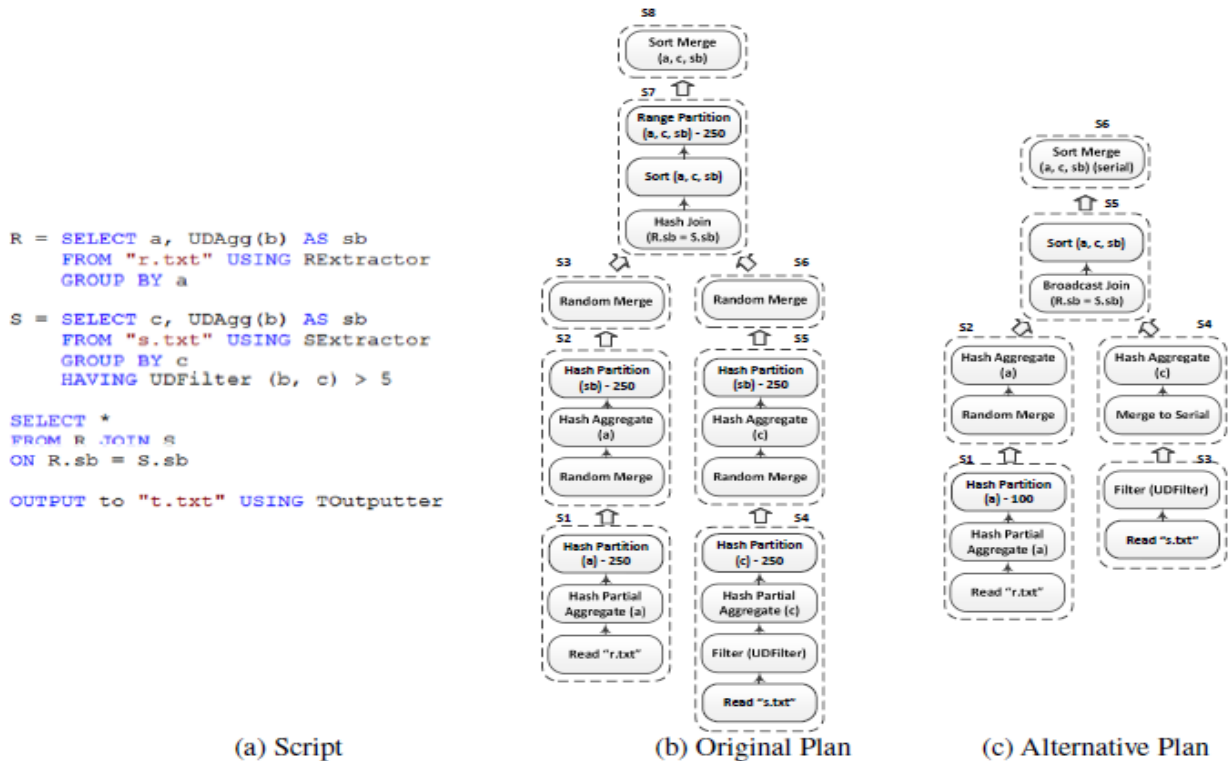 R = SELECT a, UDAgg(b) AS sb
FROM "r.txt" USING RExtractor
GROUP BY a
S = SELECT c, UDAgg(b) AS sb
FROM "s.txt" USING SExtractor
GROUP BY c
HAVING UDFilter (b, c) > 5
SELECT *
FROM R JOIN S
ON R.sb = S.sb
OUTPUT to "t.txt" USING TOutputter
(a) Script
S8
Sort Merge
(a, c, sb)
S7
Range Partition
(a, c, sb) - 250
Sort (a, c, sb)
Hash Join
(R.sb = S.sb)
S3
Random Merge
S2
Hash Partition
(sb) - 250
Hash Aggregate
(a)
Random Merge
S1
Hash Partition
(a) - 250
Hash Partial
Aggregate (a)
Read "r.txt"
S6
Random Merge
S5
Hash Partition
(sb) - 250
Hash Aggregate
(c)
Random Merge
S4
Hash Partition
(c) - 250
Hash Partial
Aggregate (c)
Filter (UDFilter)
Read "s.txt"
(b) Original Plan
S6
Sort Merge
(a, c, sb) (serial)
S5
Sort (a, c, sb)
Broadcast Join
(R.sb = S.sb)
S2
Hash Aggregate
(a)
Random Merge
S1
Hash Partition
(a) - 100
Hash Partial
Aggregate (a)
Read "r.txt"
S4
Hash Aggregate
(c)
Merge to Serial
S3
Filter (UDFilter)
Read "s.txt"
(c) Alternative Plan